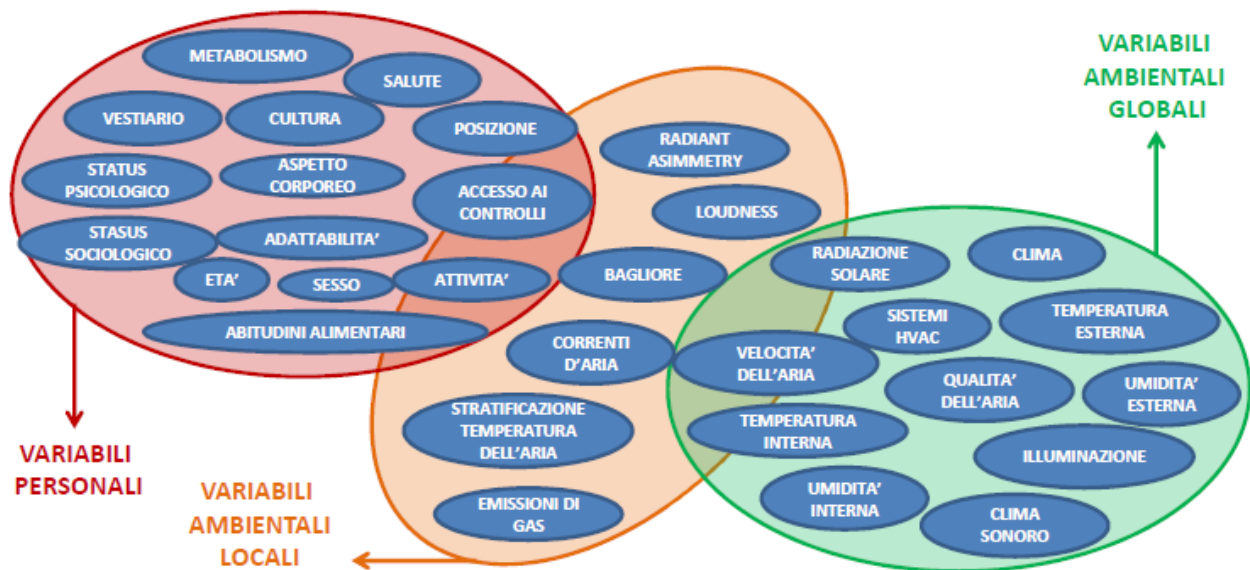 METABOLISMO
SALUTE
VESTIARIO
CULTURA
POSIZIONE
STATUS
PSICOLOGICO
ASPETTO
CORPOREO
ACCESSO AI
CONTROLLI
STASUS
SOCIOLOGICO
ADATTABILITA'
ETA'
SESSO
ATTIVITA'
ABITUDINI ALIMENTARI
VARIABILI
PERSONALI
RADIANT
ASIMMETRY
LOUDNESS
BAGLIORE
CORRENTI
D'ARIA
STRATIFICAZIONE
TEMPERATURA
DELL'ARIA
EMISSIONI DI
GAS
VARIABILI
AMBIENTALI
LOCALI
VARIABILI
AMBIENTALI
GLOBALI
RADIAZIONE
SOLARE
CLIMA
SISTEMI
HVAC
TEMPERATURA
ESTERNA
VELOCITA'
DELL'ARIA
QUALITA'
DELL'ARIA
UMIDITA'
ESTERNA
TEMPERATURA
INTERNA
ILLUMINAZIONE
UMIDITA'
INTERNA
CLIMA
SONORO